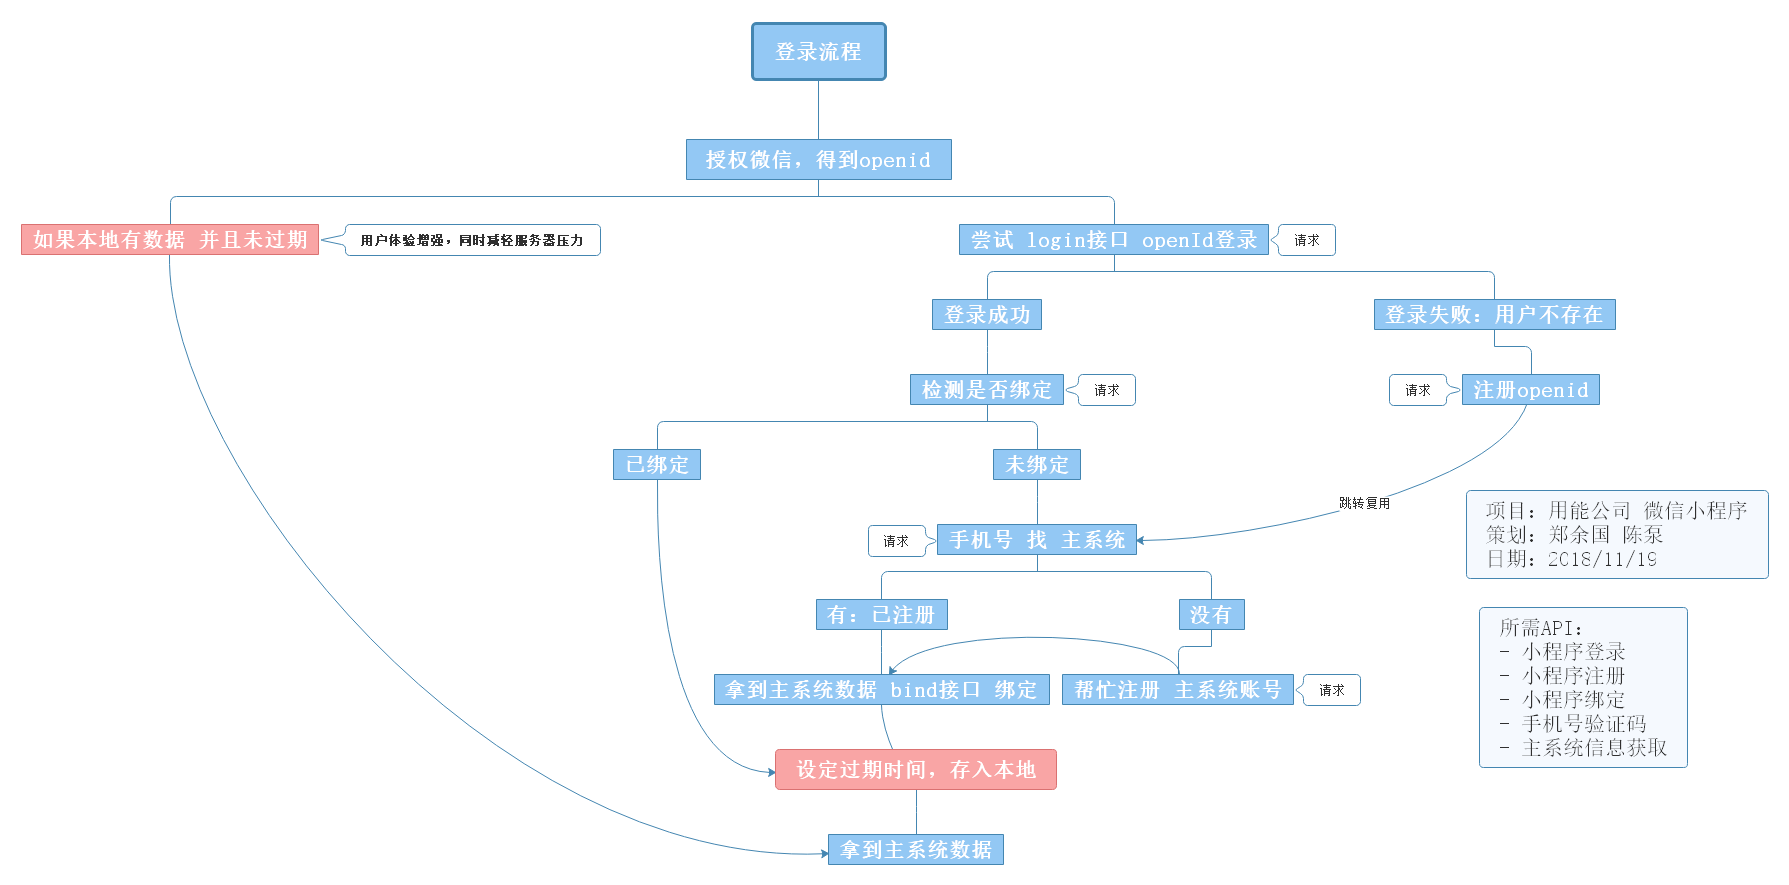 登录流程
授权微信，得到openid
如果本地有数据 并且未过期
用户体验增强，同时减轻服务器压力
尝试 login接口 openId登录
请求
登录成功
登录失败：用户不存在
检测是否绑定
请求
请求
注册openid
已绑定
未绑定
跳转复用
请求
手机号 找 主系统
项目：用能公司 微信小程序
策划：郑余国 陈泵
日期：2018/11/19
有：已注册
没有
所需API：
- 小程序登录
- 小程序注册
- 小程序绑定
- 手机号验证码
- 主系统信息获取
拿到主系统数据 bind接口 绑定
帮忙注册 主系统账号
请求
设定过期时间，存入本地
拿到主系统数据